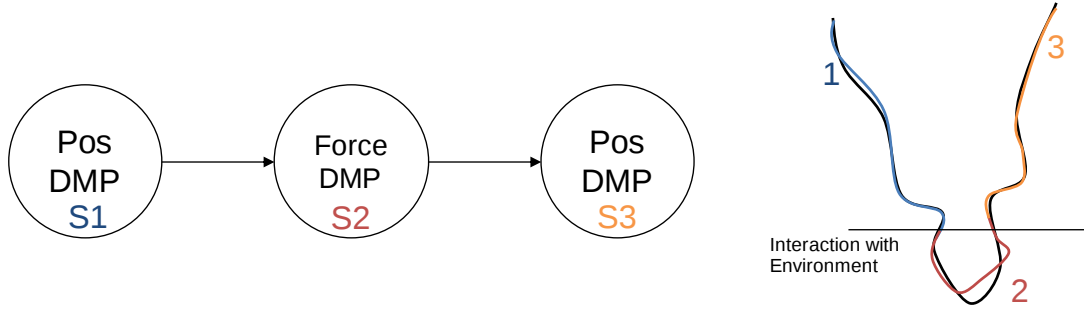 Pos
DMP
S1
Force
DMP
S2
Pos
DMP
S3
1
3
Interaction with
Environment
2